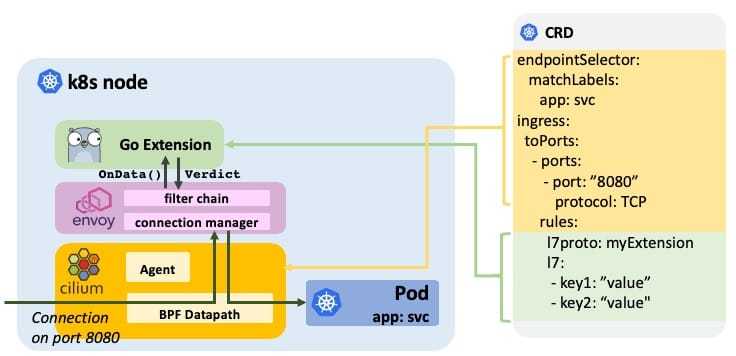 k8s node
Go Extension
OnData()
Verdict
filter chain
envoy
connection manager
Agent
cilium
BPF Datapath
Connection
on port 8080
Pod
app: svc
CRD
endpointSelector:
matchLabels:
app: svc
ingress:
toPorts:
- ports:
- port: ”8080”
protocol: TCP
rules:
l7proto: myExtension
l7:
- key1: ”value”
- key2: ”value"